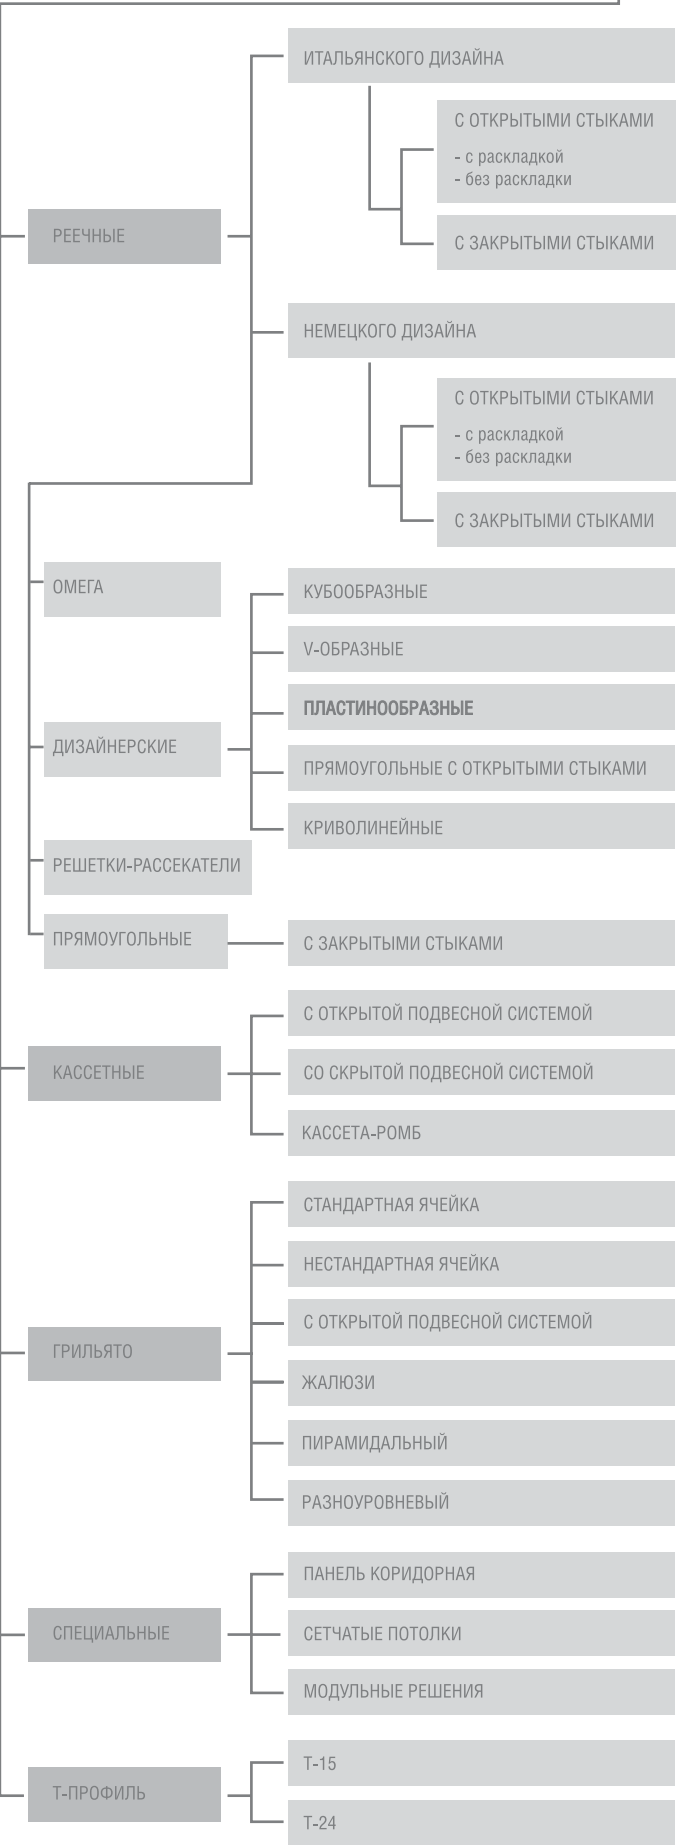 ИТАЛЬЯНСКОГО ДИЗАЙНА
С ОТКРЫТЫМИ СТЫКАМИ
- с раскладкой
- без раскладки
РЕЕЧНЫЕ
С ЗАКРЫТЫМИ СТЫКАМИ
НЕМЕЦКОГО ДИЗАЙНА
С ОТКРЫТЫМИ СТЫКАМИ
- с раскладкой
- без раскладки
С ЗАКРЫТЫМИ СТЫКАМИ
ОМЕГА
КУБООБРАЗНЫЕ
V-ОБРАЗНЫЕ
ПЛАСТИНООБРАЗНЫЕ
ДИЗАЙНЕРСКИЕ
ПРЯМОУГОЛЬНЫЕ С ОТКРЫТЫМИ СТЫКАМИ
КРИВОЛИНЕЙНЫЕ
РЕШЕТКИ-РАССЕКАТЕЛИ
ПРЯМОУГОЛЬНЫЕ
С ЗАКРЫТЫМИ СТЫКАМИ
С ОТКРЫТОЙ ПОДВЕСНОЙ СИСТЕМОЙ
КАССЕТНЫЕ
СО СКРЫТОЙ ПОДВЕСНОЙ СИСТЕМОЙ
КАССЕТА-РОМБ
СТАНДАРТНАЯ ЯЧЕЙКА
НЕСТАНДАРТНАЯ ЯЧЕЙКА
С ОТКРЫТОЙ ПОДВЕСНОЙ СИСТЕМОЙ
ГРИЛЬЯТО
ЖАЛЮЗИ
ПИРАМИДАЛЬНЫЙ
РАЗНОУРОВНЕВЫЙ
ПАНЕЛЬ КОРИДОРНАЯ
СПЕЦИАЛЬНЫЕ
СЕТЧАТЫЕ ПОТОЛКИ
МОДУЛЬНЫЕ РЕШЕНИЯ
Т-15
Т-ПРОФИЛЬ
Т-24